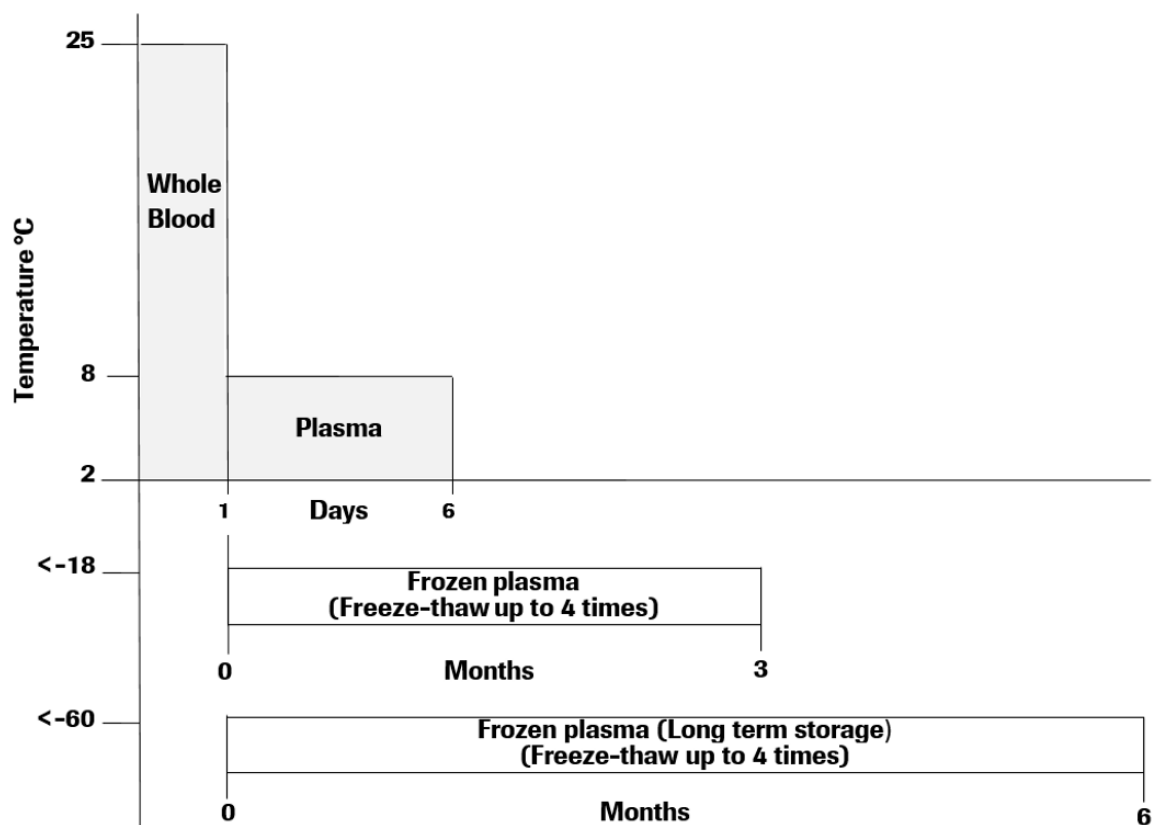 25
Whole
Blood
Temperature °C
8
Plasma
2
1 Days 6
<-18
Frozen plasma
(Freeze-thaw up to 4 times)
0 Months 3
<-60
Frozen plasma (Long term storage)
(Freeze-thaw up to 4 times)
0 Months 6